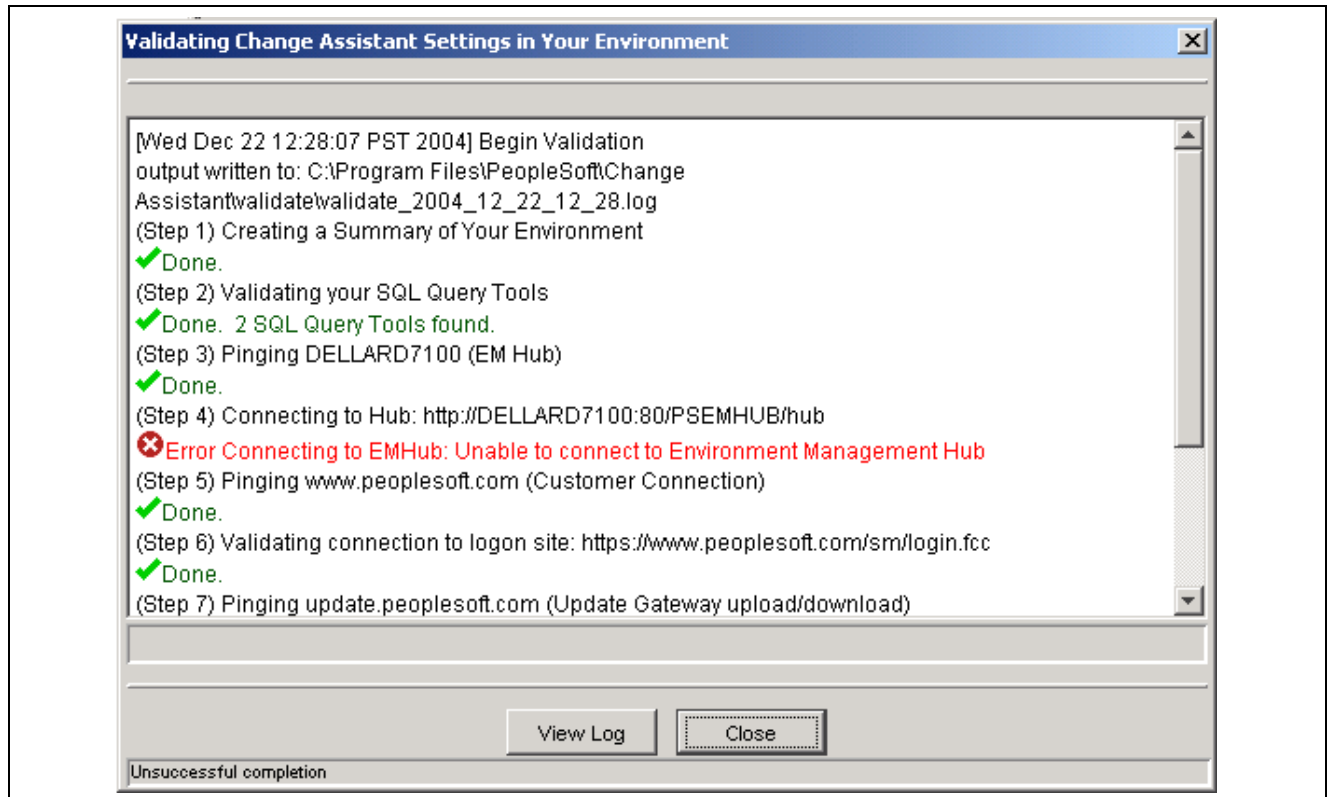 Validating Change Assistant Settings in Your Environment
[Wed Dec 22 12:28:07 PST 2004] Begin Validation
output written to: C:\Program Files\PeopleSoft\Change
Assistant\validate\validate_2004_12_22_12_28.log
(Step 1) Creating a Summary of Your Environment
Done.
(Step 2) Validating your SQL Query Tools
Done.  2 SQL Query Tools found.
(Step 3) Pinging DELLARD7100 (EM Hub)
Done.
(Step 4) Connecting to Hub: http://DELLARD7100:80/PSEMHUB/hub
Error Connecting to EMHub: Unable to connect to Environment Management Hub
(Step 5) Pinging www.peoplesoft.com (Customer Connection)
Done.
(Step 6) Validating connection to logon site: https://www.peoplesoft.com/sm/login.fcc
Done.
(Step 7) Pinging update.peoplesoft.com (Update Gateway upload/download)
View Log
Close
Unsuccessful completion